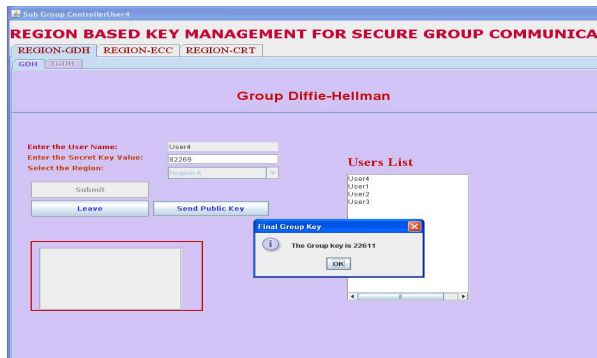 Sub Group ControllerUser4
REGION BASED KEY MANAGEMENT FOR SECURE GROUP COMMUNICA
REGION-GDH REGION-ECC REGION-CRT
GDH TGDH
Group Diffie-Hellman
Enter the User Name: User4
Enter the Secret Key Value: 82269
Select the Region: Region A
Submit
Leave Send Public Key
Users List
User4
User1
User2
User3
Final Group Key
The Group key is 22611
OK